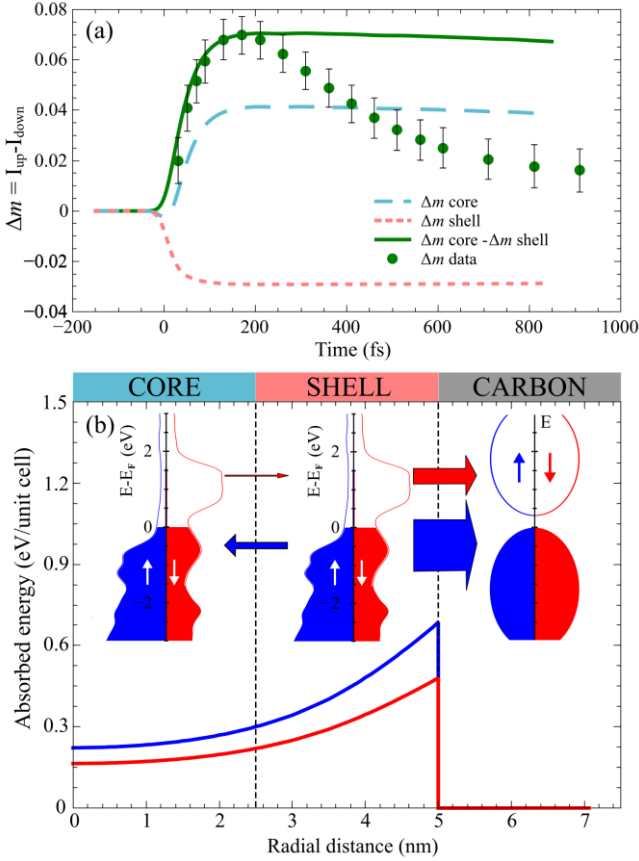 (a)
0.08
0.06
0.04
0.02
0
−0.02
−0.04
Δm = I_up-I_down
Δm core
Δm shell
Δm core -Δm shell
Δm data
−200 0 200 400 600 800 1000
Time (fs)
CORE SHELL CARBON
(b)
1.5
1.2
0.9
0.6
0.3
0
Absorbed energy (eV/unit cell)
E-E_F (eV)
2
0
−2
E-E_F (eV)
2
0
−2
E
0 1 2 3 4 5 6 7
Radial distance (nm)